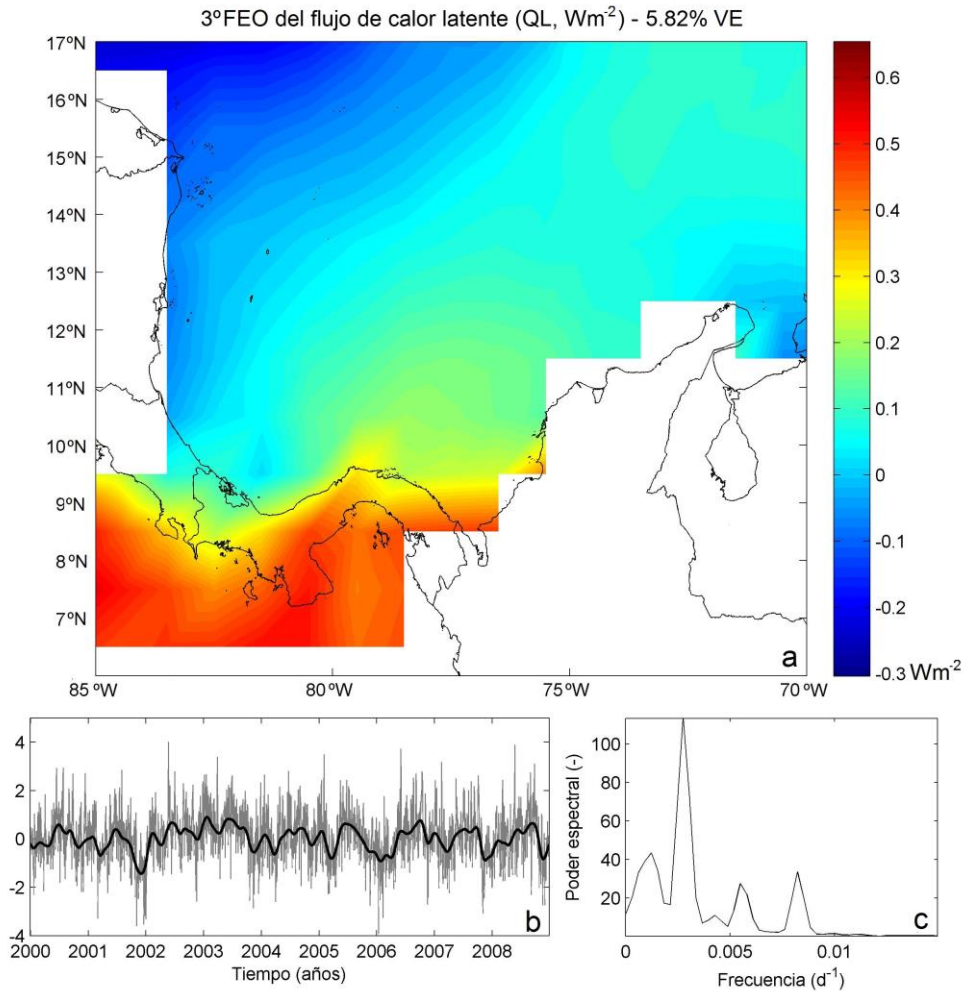 3ºFEO del flujo de calor latente (QL, Wm-2) - 5.82% VE
17ºN
16ºN
15ºN
14ºN
13ºN
12ºN
11ºN
10ºN
9ºN
8ºN
7ºN
85ºW
80ºW
75ºW
70ºW
a
0.6
0.5
0.4
0.3
0.2
0.1
0
-0.1
-0.2
-0.3
Wm-2
4
2
0
-2
-4
2000 2001 2002 2003 2004 2005 2006 2007 2008
Tiempo (años)
b
Poder espectral (-)
100
80
60
40
20
0 0.005 0.01
Frecuencia (d-1)
c